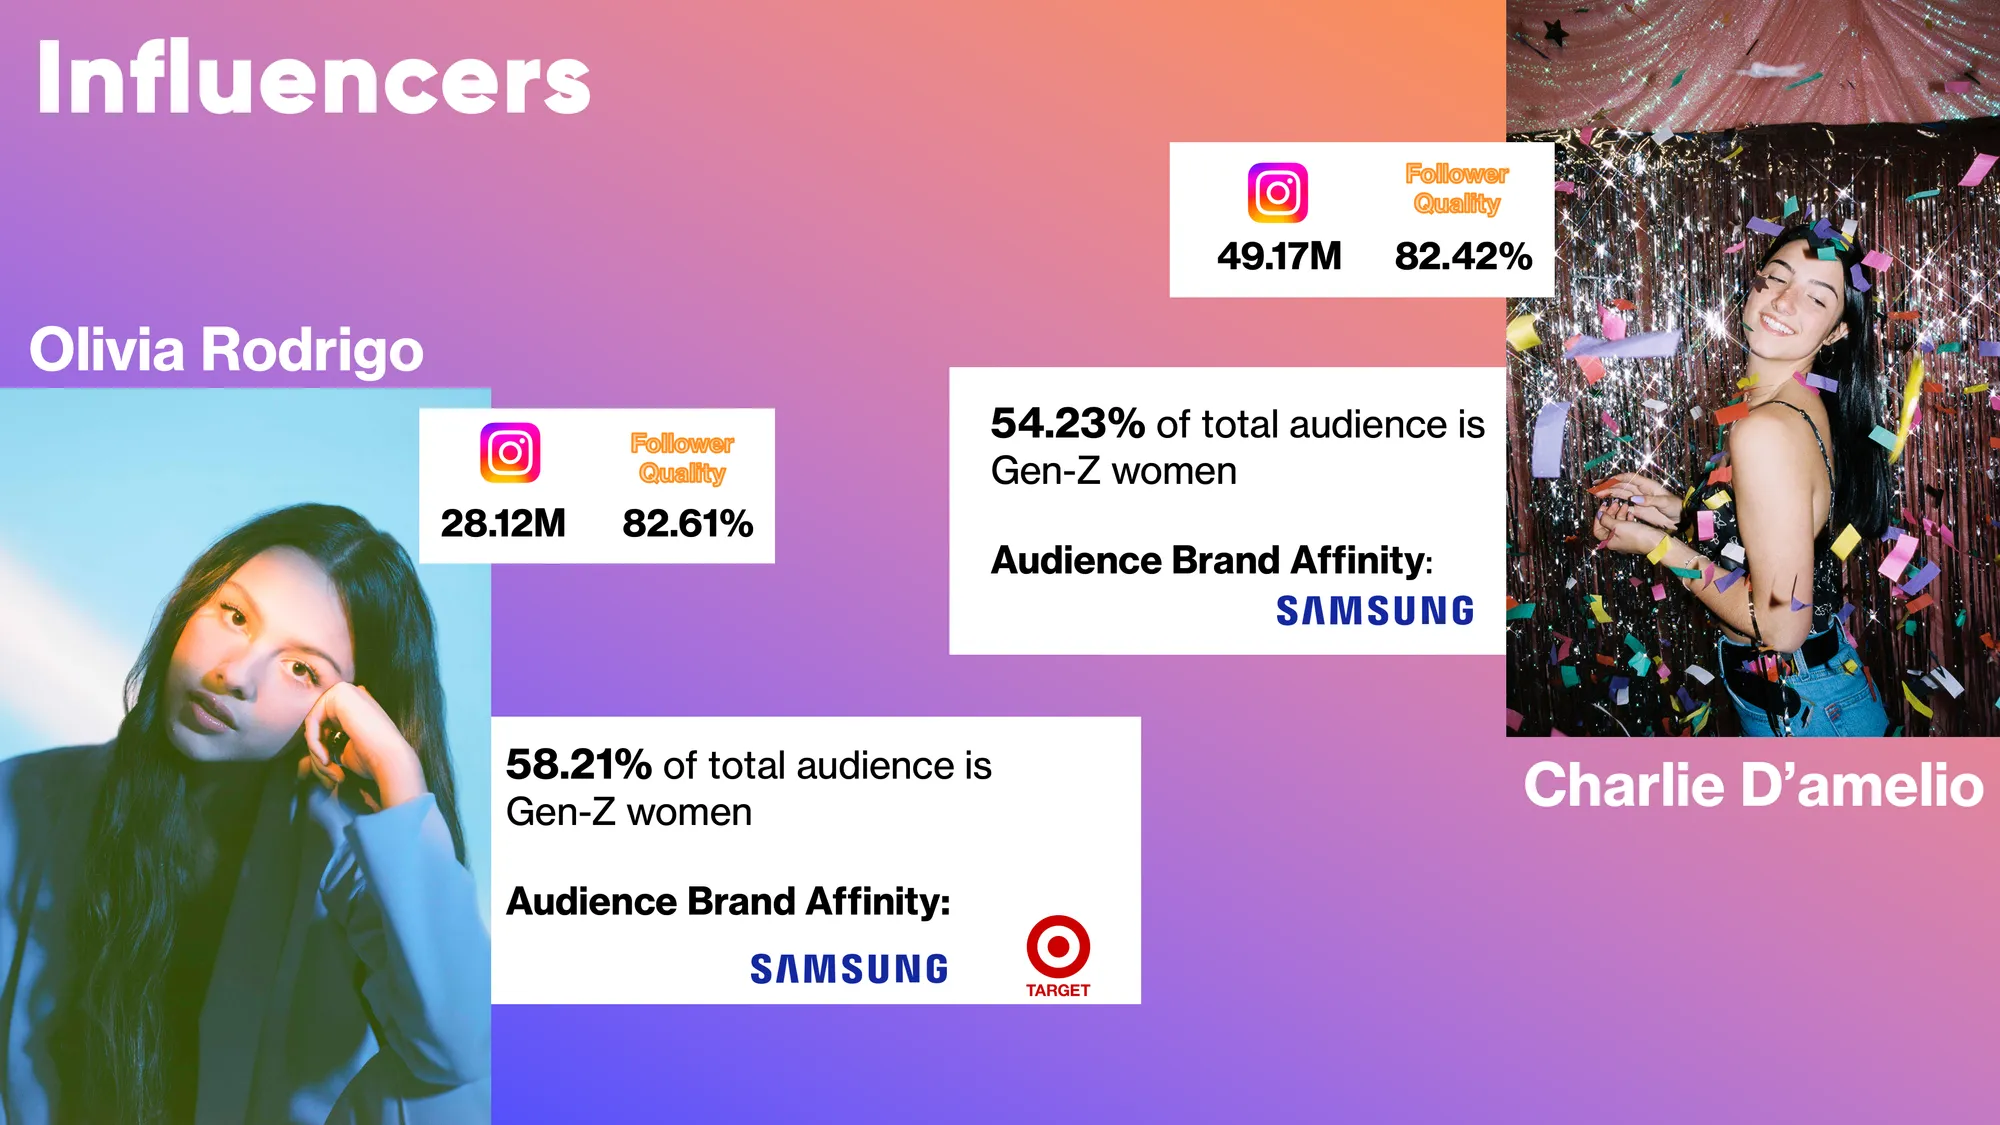 Influencers
Olivia Rodrigo
Follower
Quality
28.12M 82.61%
58.21% of total audience is
Gen-Z women
Audience Brand Affinity:
SAMSUNG
TARGET
Follower
Quality
49.17M 82.42%
54.23% of total audience is
Gen-Z women
Audience Brand Affinity:
SAMSUNG
Charlie D’amelio